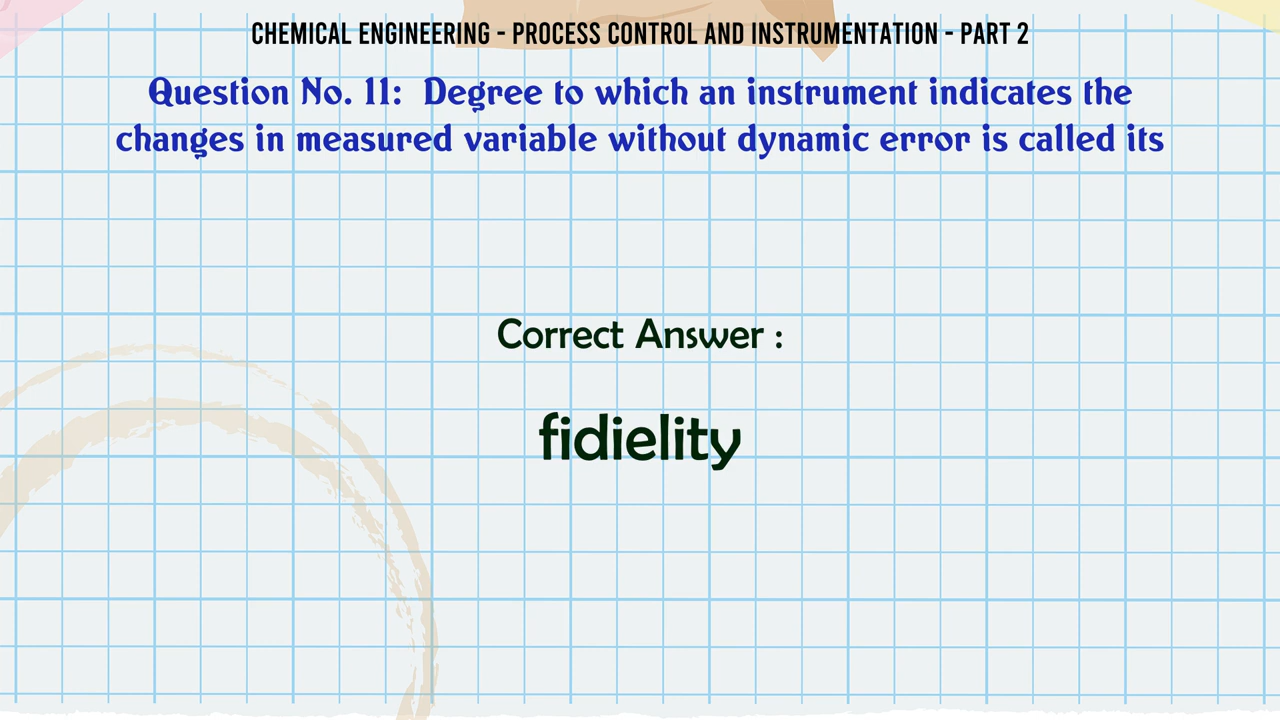 CHEMICAL ENGINEERING - PROCESS CONTROL AND INSTRUMENTATION - PART 2
Question No. 11: Degree to which an instrument indicates the
changes in measured variable without dynamic error is called its
Correct Answer :
fidielity